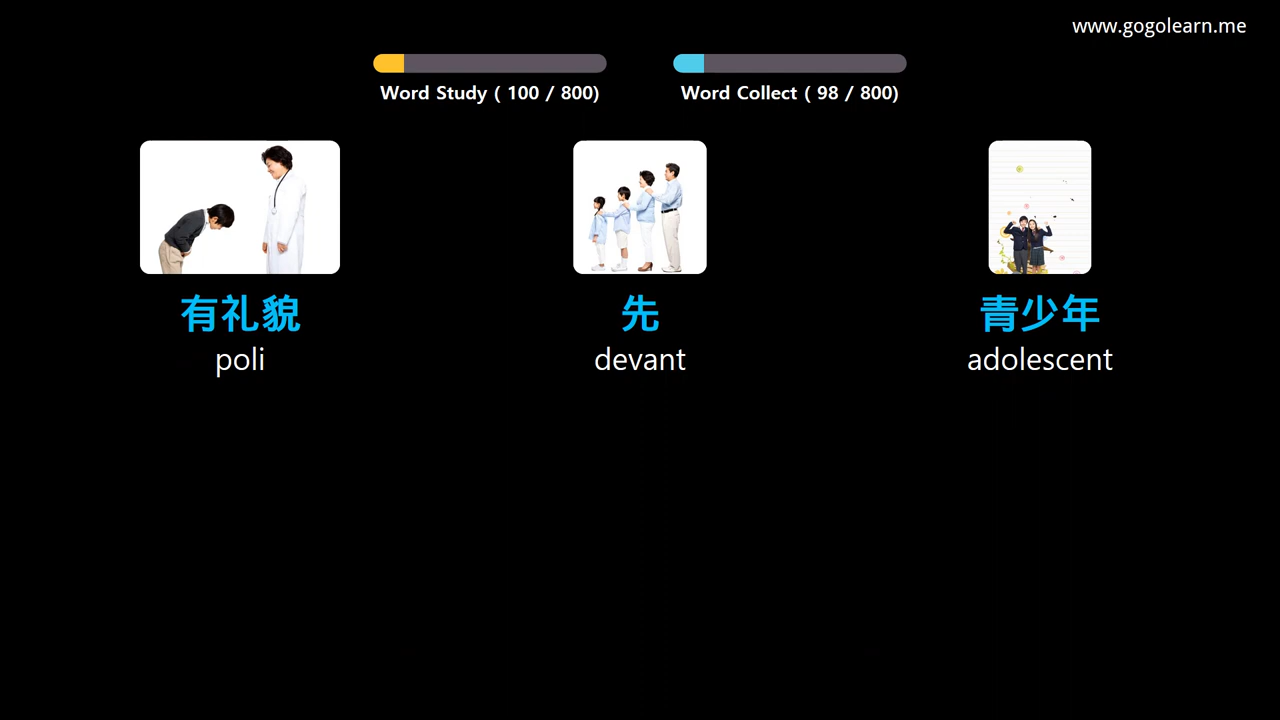 www.gogolearn.me
Word Study ( 100 / 800)
Word Collect ( 98 / 800)
有礼貌
先
青少年
poli
devant
adolescent